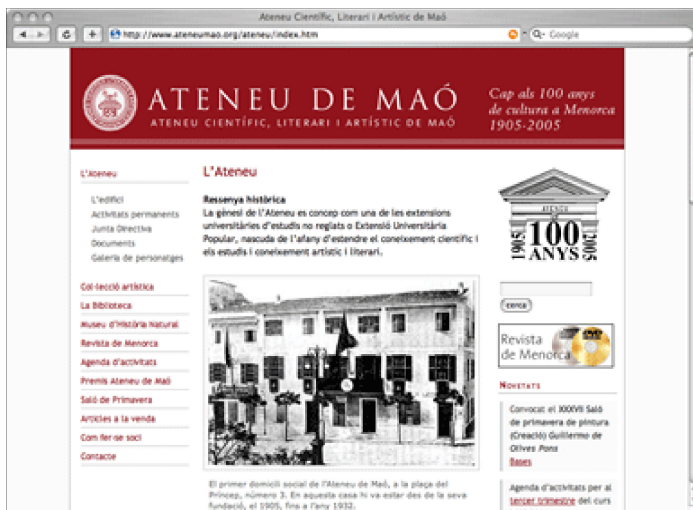 Ateneu Científic, Literari i Artístic de Maó
http://www.ateneumao.org/ateneu/index.htm
Google
ATENEU DE MAÓ
ATENEU CIENTÍFIC, LITERARI I ARTÍSTIC DE MAÓ
Cap als 100 anys
de cultura a Menorca
1905-2005
L'Ateneu
L'edifici
Activitats permanents
Junta Directiva
Documents
Galeria de personatges
Col·lecció artística
La Biblioteca
Museu d'Història Natural
Revista de Menorca
Agenda d'activitats
Premis Ateneu de Maó
Saló de Primavera
Articles a la venda
Com fer-se soci
Contacte
L'Ateneu
Ressenya històrica
La gènesi de l'Ateneu es concep com una de les extensions
universitàries d'estudis no reglats o Extensió Universitària
Popular, nascuda de l'afany d'estendre el coneixement científic i
els estudis i coneixement artístic i literari.
El primer domicili social de l'Ateneu de Maó, a la plaça del
Príncep, número 3. En aquesta casa hi va estar des de la seva
fundació, el 1905, fins a l'any 1932.
ATENEU
1905
100
ANYS
2005
cerca
Revista
de Menorca
NOVETATS
Convocat el XXXVII Saló
de primavera de pintura
(Creació) Guillermo de
Olives Pons
Bases
Agenda d'activitats per al
tercer trimestre del curs